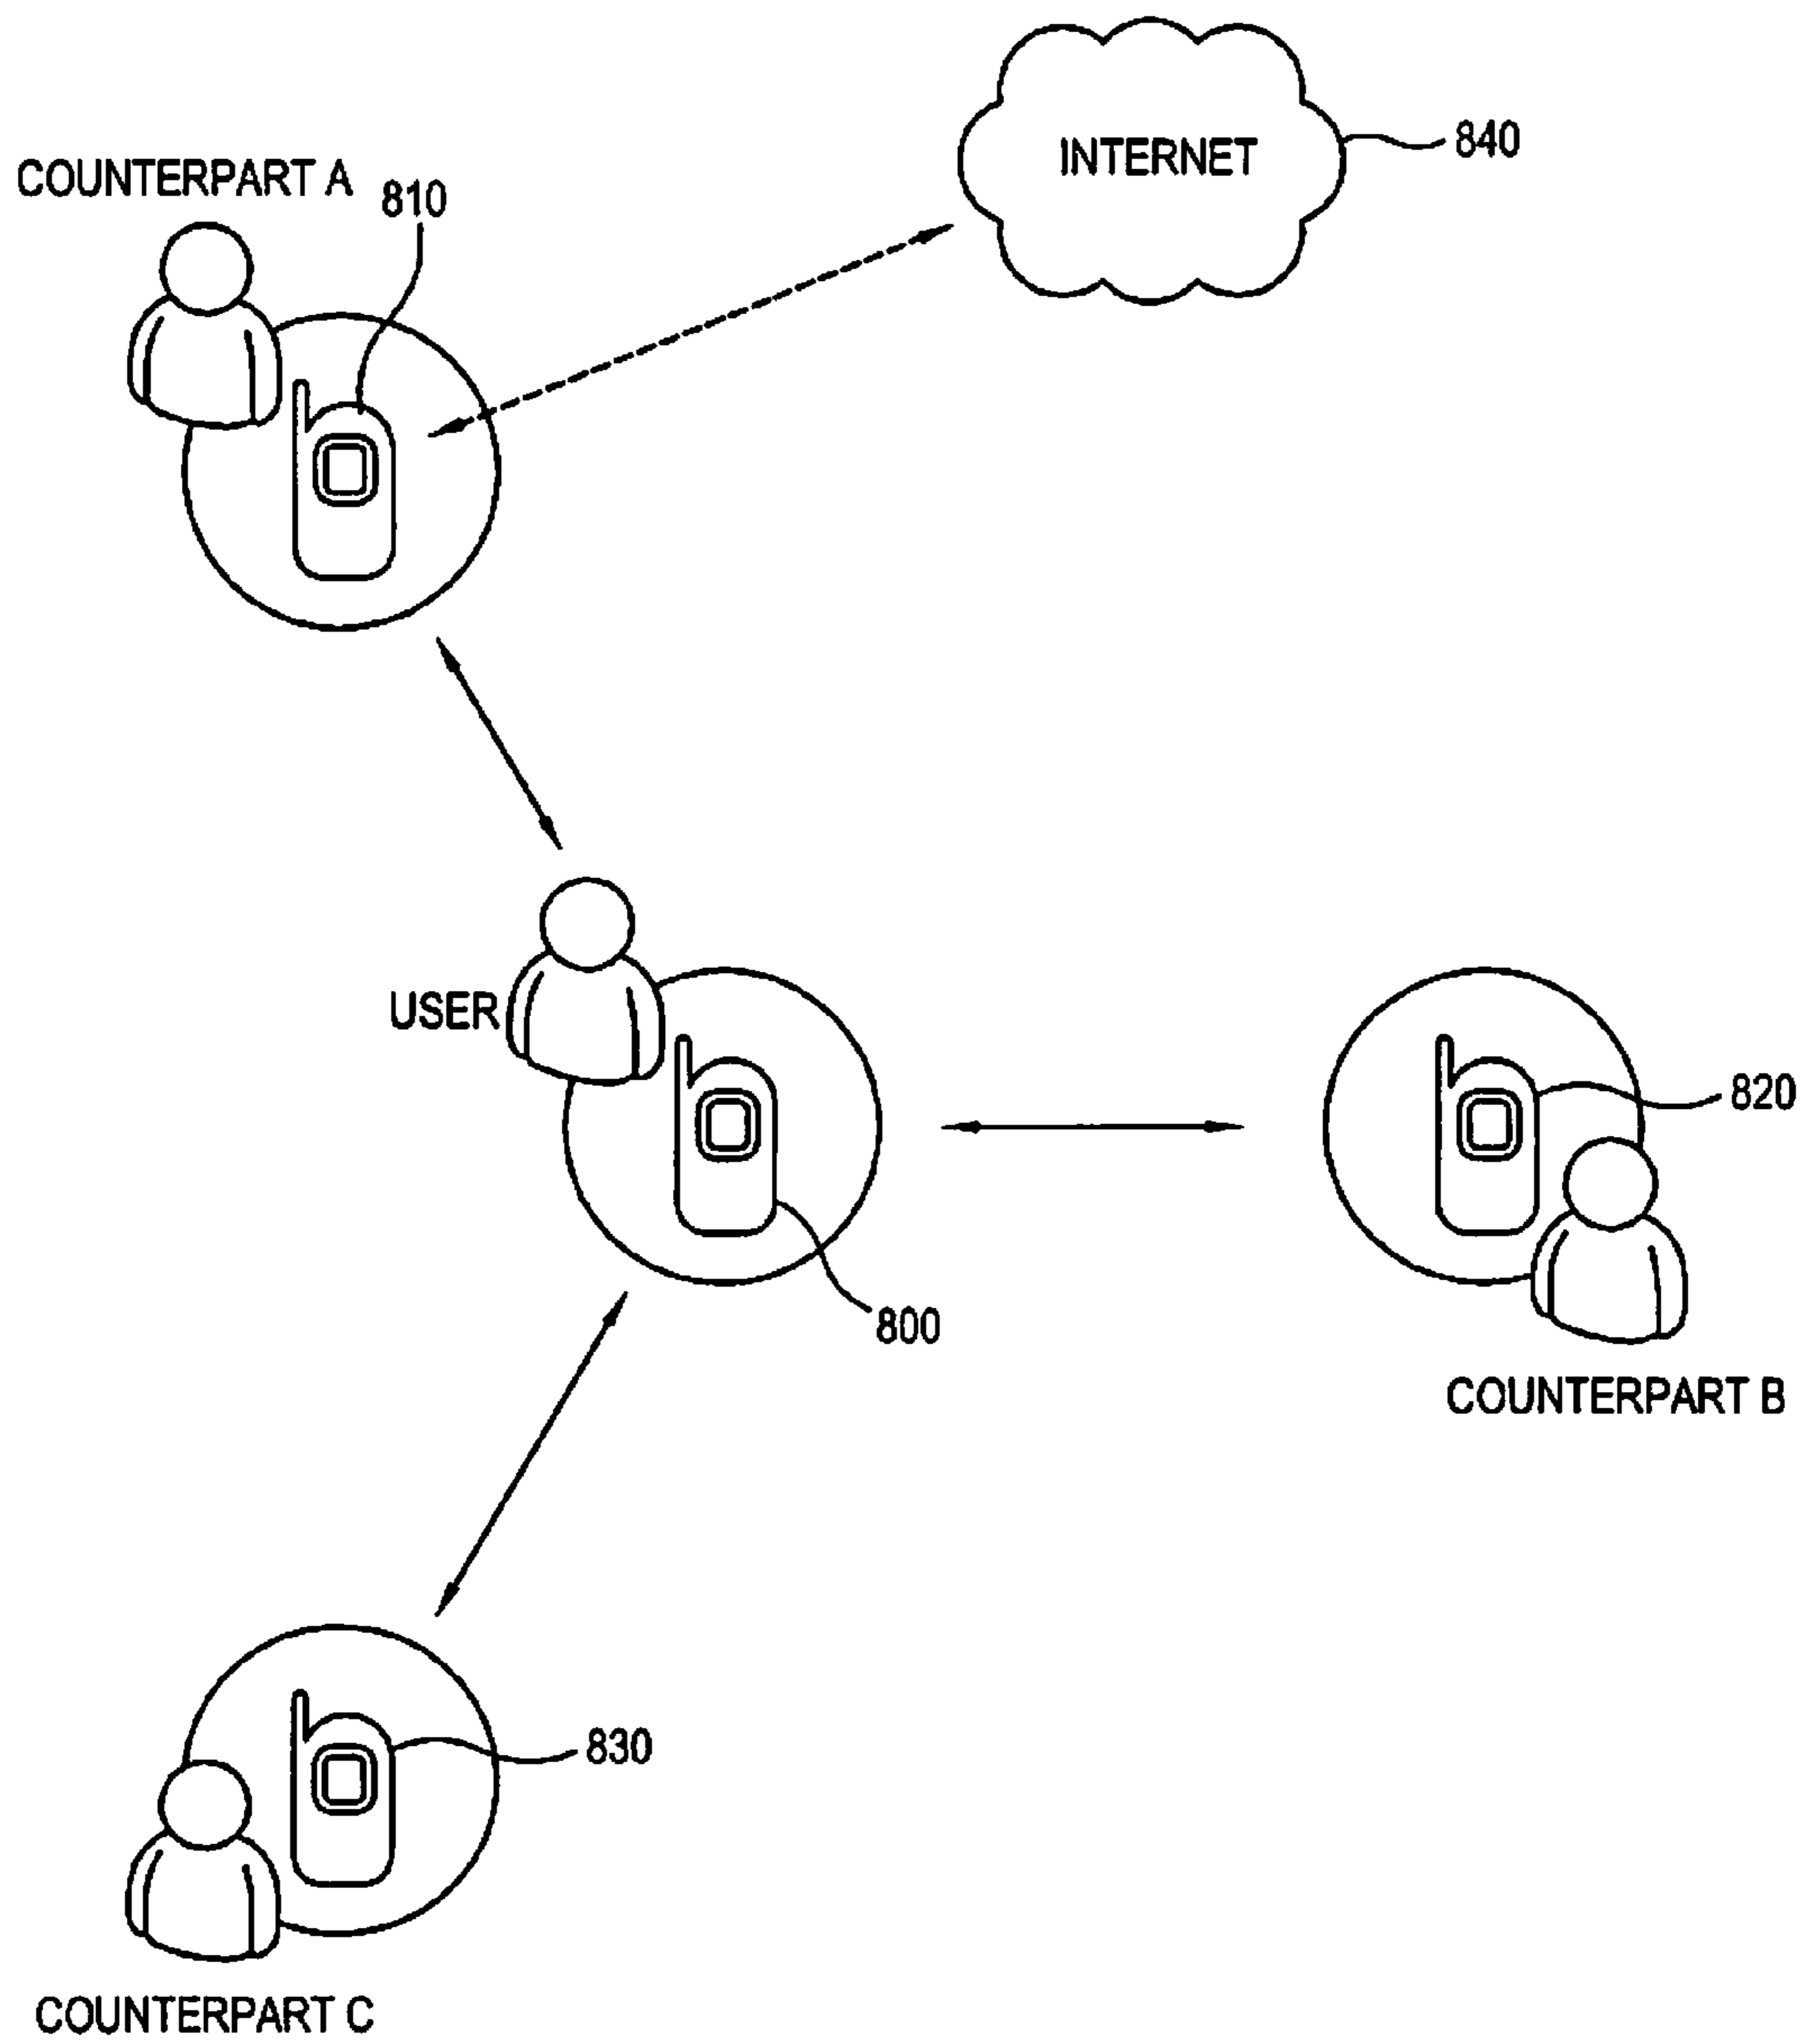 INTERNET
840
COUNTERPART A
810
USER
820
800
COUNTERPART B
830
COUNTERPART C